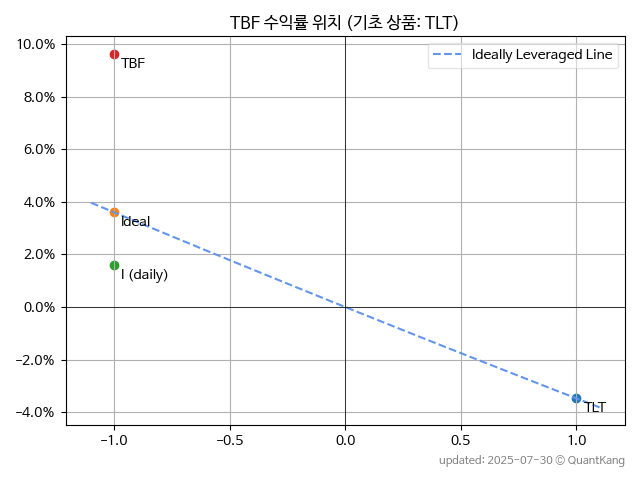 TBF 수익률 위치 (기초 상품: TLT)
10.0%
8.0%
6.0%
4.0%
2.0%
0.0%
−2.0%
−4.0%
Ideally Leveraged Line
TBF
Ideal
I (daily)
TLT
−1.0 −0.5 0.0 0.5 1.0
updated: 2025-07-30 © QuantKang